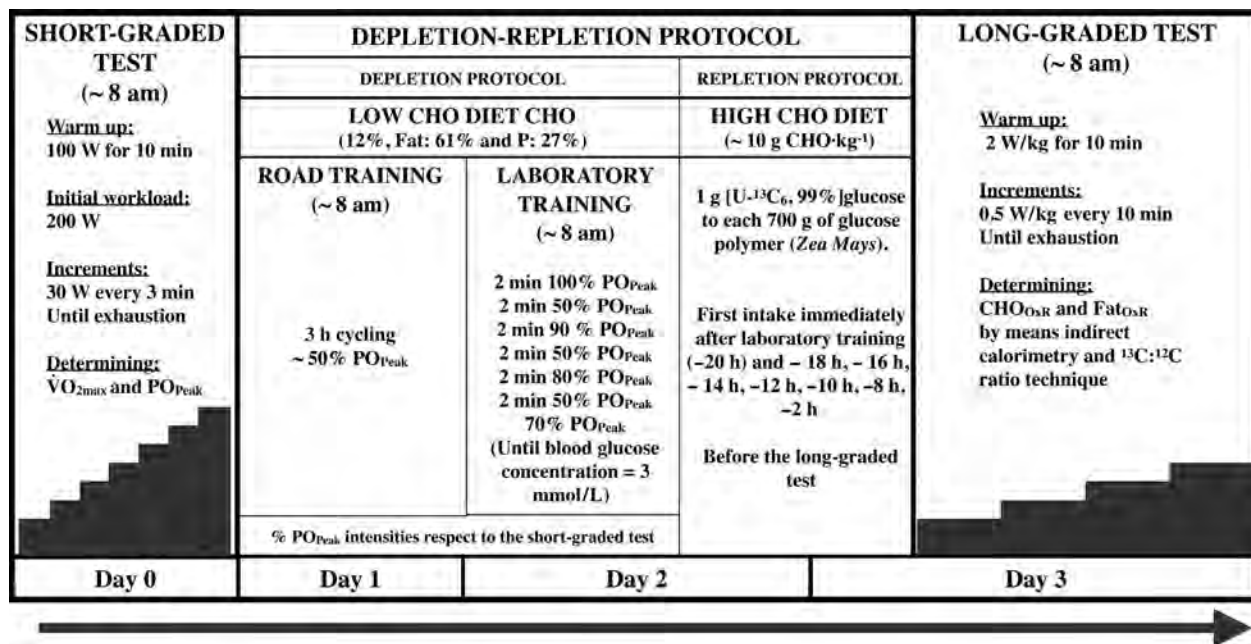 SHORT-GRADED
TEST
(~ 8 am)
Warm up:
100 W for 10 min
Initial workload:
200 W
Increments:
30 W every 3 min
Until exhaustion
Determining:
V̇O2max and POPeak
DEPLETION-REPLETION PROTOCOL
DEPLETION PROTOCOL
LOW CHO DIET CHO
(12%, Fat: 61% and P: 27%)
ROAD TRAINING
(~ 8 am)
3 h cycling
~ 50% POPeak
LABORATORY
TRAINING
(~ 8 am)
2 min 100% POPeak
2 min 50% POPeak
2 min 90 % POPeak
2 min 50% POPeak
2 min 80% POPeak
2 min 50% POPeak
70% POPeak
(Until blood glucose
concentration = 3
mmol/L)
% POPeak intensities respect to the short-graded test
REPLETION PROTOCOL
HIGH CHO DIET
(~ 10 g CHO·kg⁻¹)
1 g [U-¹³C₆, 99%]glucose
to each 700 g of glucose
polymer (Zea Mays).
First intake immediately
after laboratory training
(–20 h) and – 18 h, – 16 h,
– 14 h, –12 h, –10 h, –8 h,
–2 h
Before the long-graded
test
LONG-GRADED TEST
(~ 8 am)
Warm up:
2 W/kg for 10 min
Increments:
0,5 W/kg every 10 min
Until exhaustion
Determining:
CHOOxR and FatOxR
by means indirect
calorimetry and ¹³C:¹²C
ratio technique
Day 0
Day 1
Day 2
Day 3